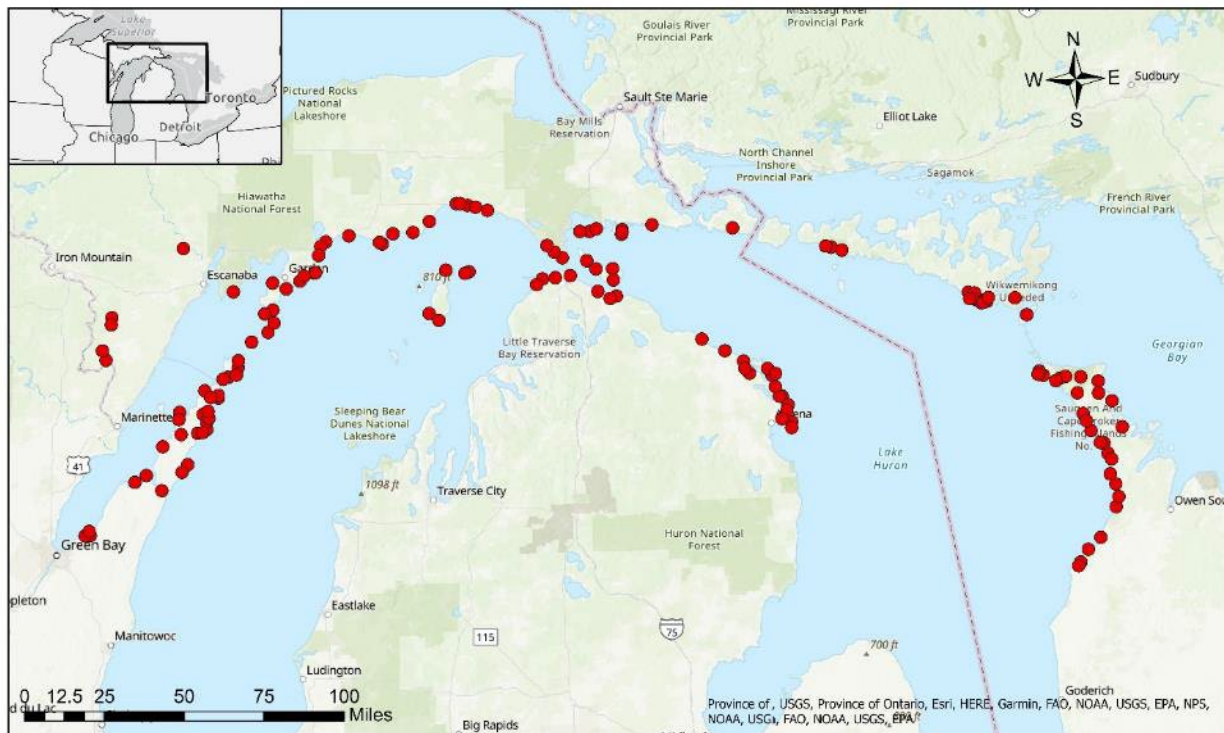 Lake
Superior
Toronto
Detroit
Chicago
Mississagi River
Provincial Park
Goulais River
Provincial Park
N
W
E
S
Sudbury
Pictured Rocks
National
Lakeshore
Sault Ste Marie
Bay Mills
Reservation
Elliot Lake
North Channel
Inshore
Provincial Park
Sagamok
French River
Provincial Park
Hiawatha
National Forest
Iron Mountain
Escanaba
Garden
810 ft
Wikwemikong
Georgian
Bay
Little Traverse
Bay Reservation
Marinette
Sleeping Bear
Dunes National
Lakeshore
Fishing Islands
No.
41
Lake
Huron
1098 ft
Traverse City
Owen Sou
Green Bay
Huron National
Forest
pleton
Eastlake
Manitowoc
115
75
700 ft
Ludington
Goderich
0 12.5 25 50 75 100
Miles
Big Rapids
Province of , USGS, Province of Ontario, Esri, HERE, Garmin, FAO, NOAA, USGS, EPA, NPS,
NOAA, FAO, NOAA, USGS, EPA